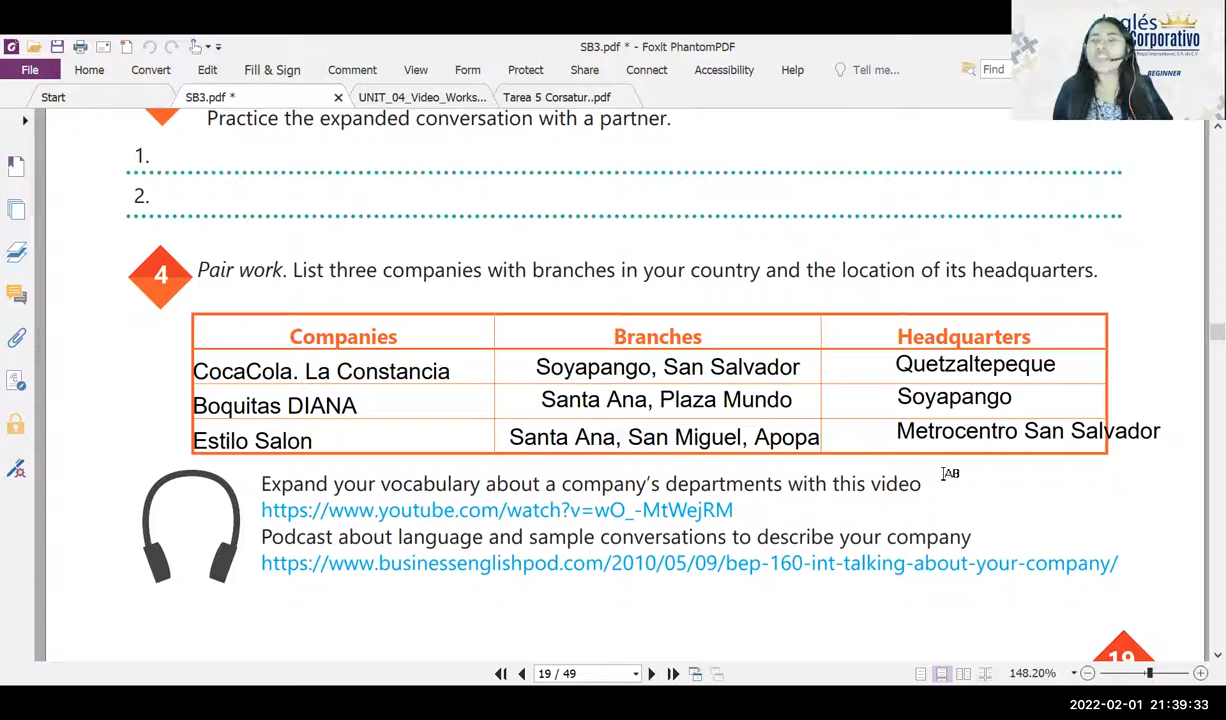 SB3.pdf * - Foxit PhantomPDF
File Home Convert Edit Fill & Sign Comment View Form Protect Share Connect Accessibility Help Tell me... Find
Start SB3.pdf * UNIT_04_Video_Works... Tarea 5 Corsatur..pdf
Corporativo
BEGINNER
Practice the expanded conversation with a partner.
1.
2.
4 Pair work. List three companies with branches in your country and the location of its headquarters.
Companies Branches Headquarters
CocaCola. La Constancia Soyapango, San Salvador Quetzaltepeque
Boquitas DIANA Santa Ana, Plaza Mundo Soyapango
Estilo Salon Santa Ana, San Miguel, Apopa Metrocentro San Salvador
Expand your vocabulary about a company's departments with this video
https://www.youtube.com/watch?v=wO_-MtWejRM
Podcast about language and sample conversations to describe your company
https://www.businessenglishpod.com/2010/05/09/bep-160-int-talking-about-your-company/
19
19 / 49
148.20%
2022-02-01 21:39:33